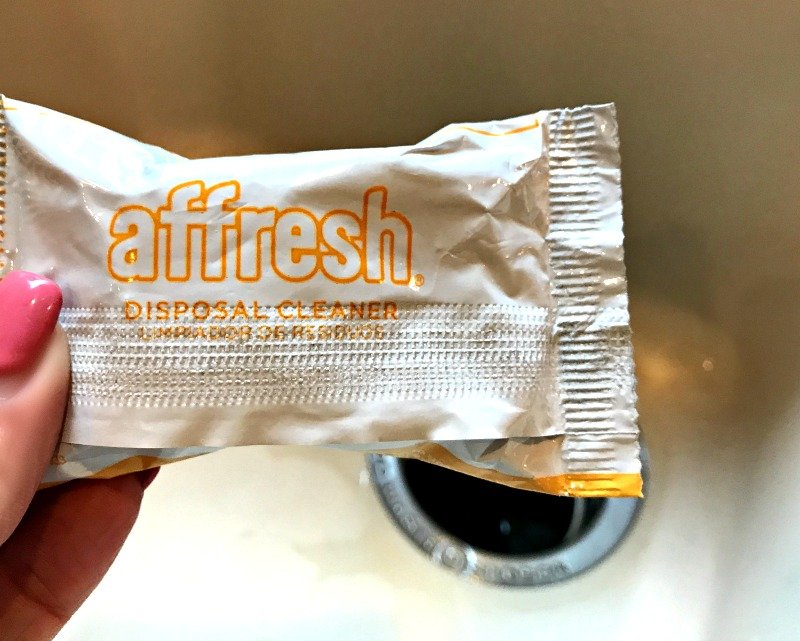 affresh®
DISPOSAL CLEANER
LIMPIADOR DE RESIDUOS